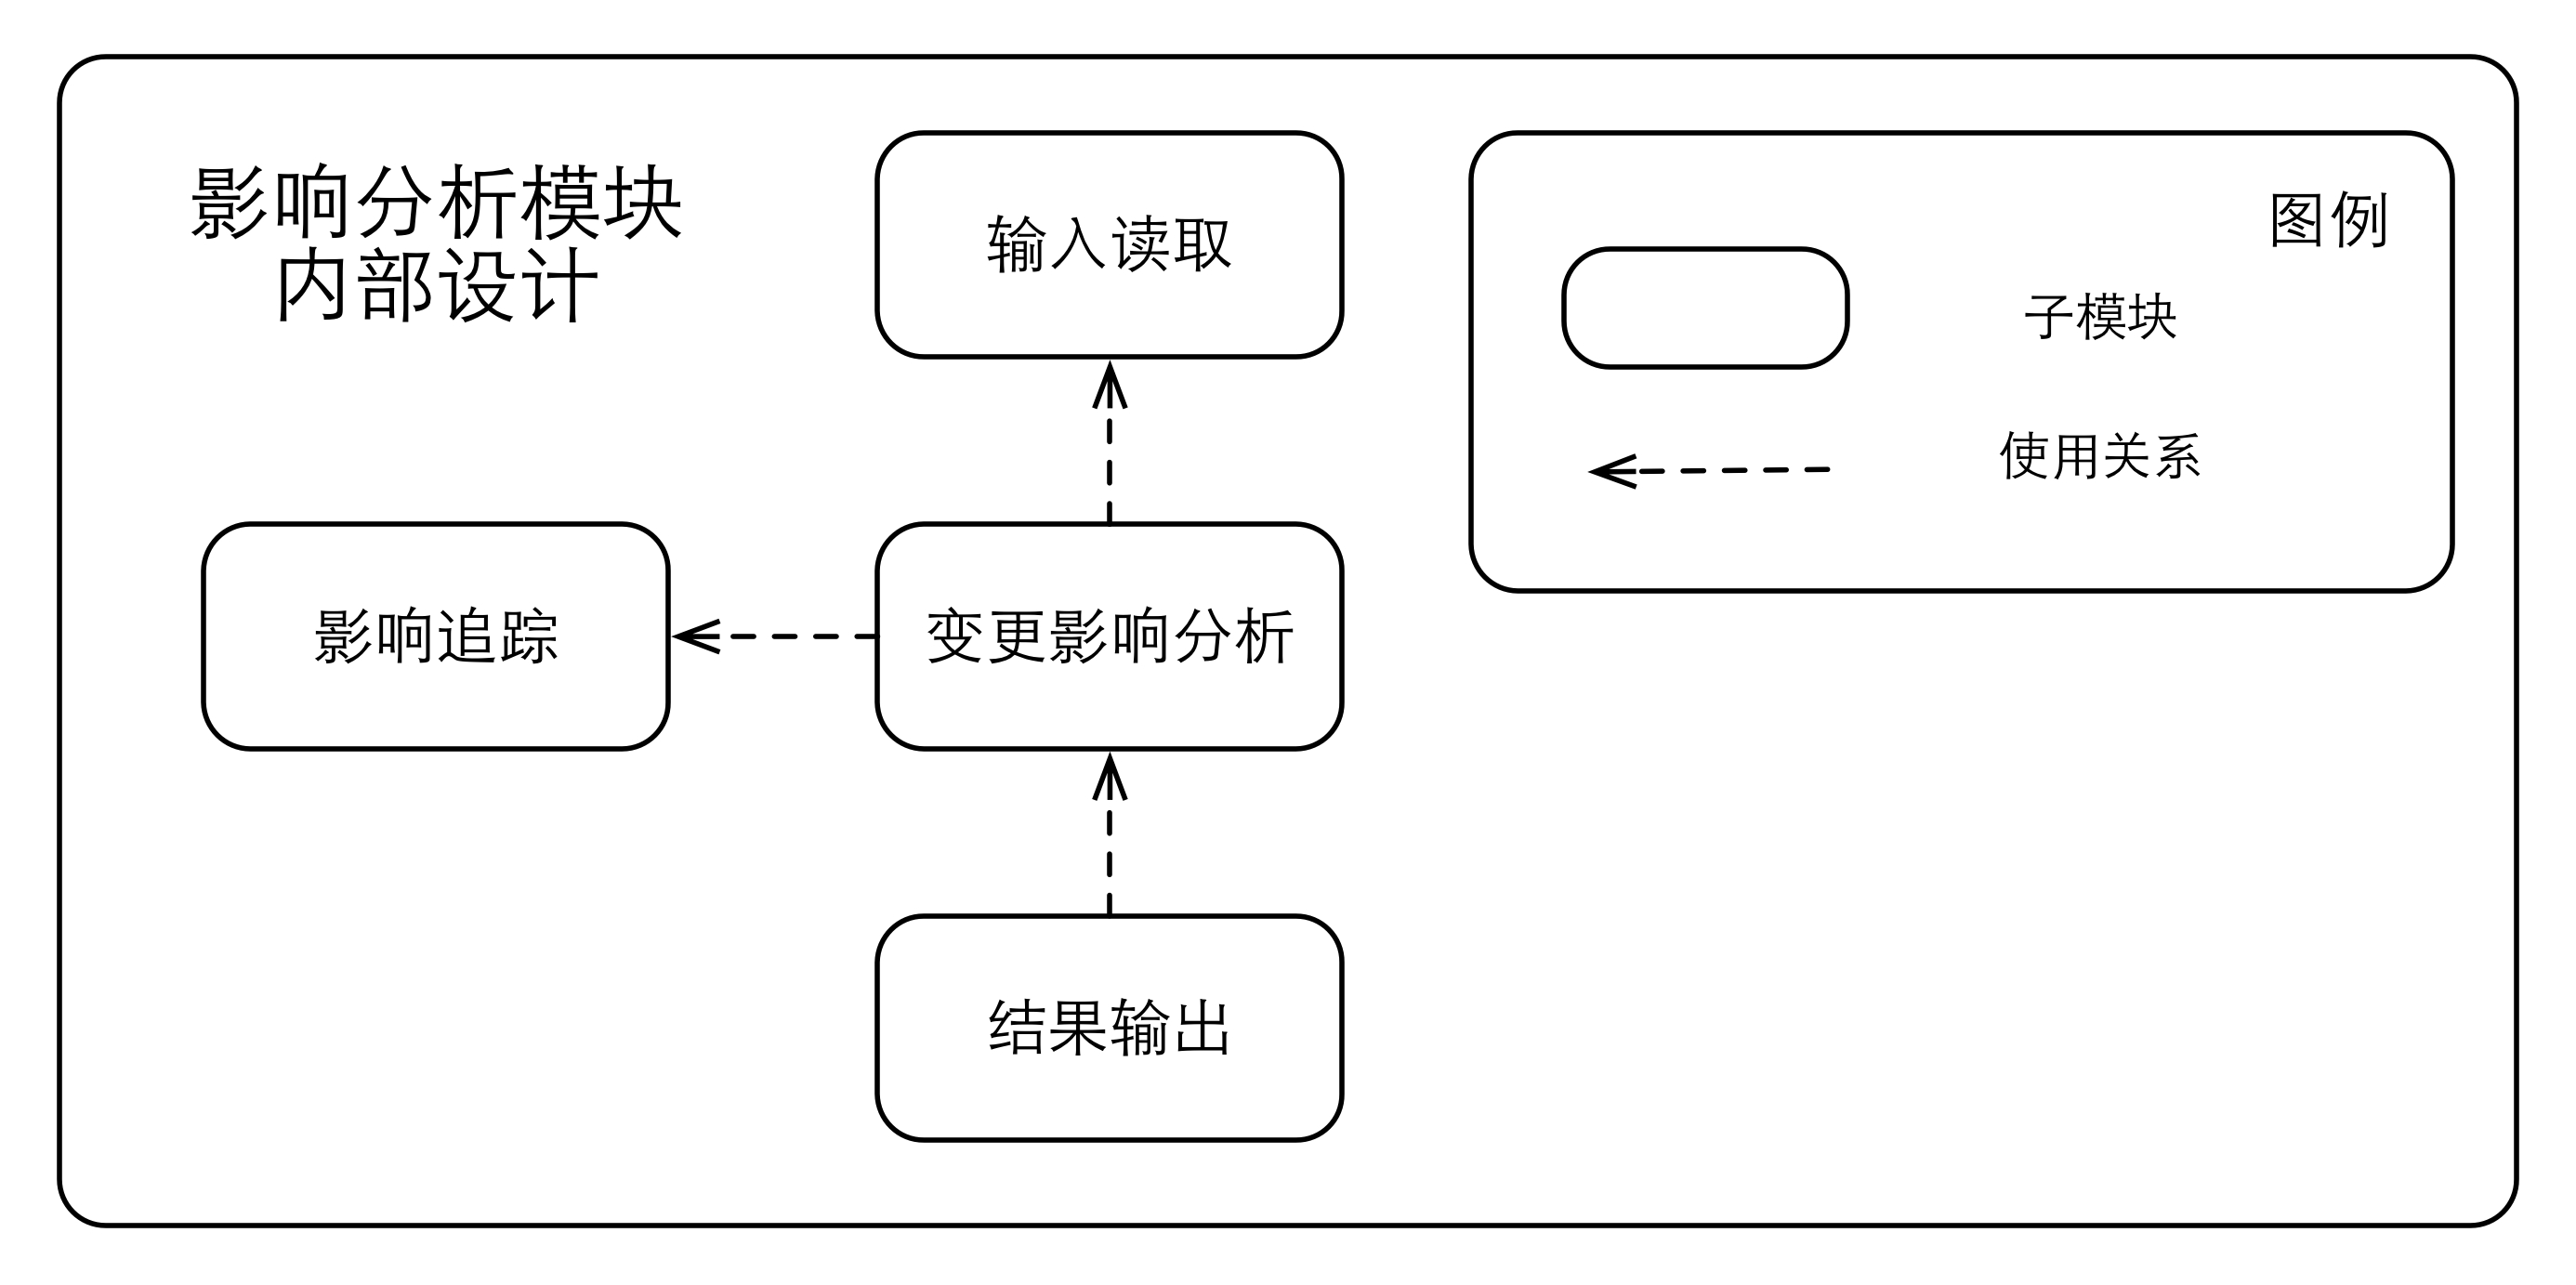 影响分析模块
内部设计
输入读取
图例
子模块
使用关系
影响追踪
变更影响分析
结果输出